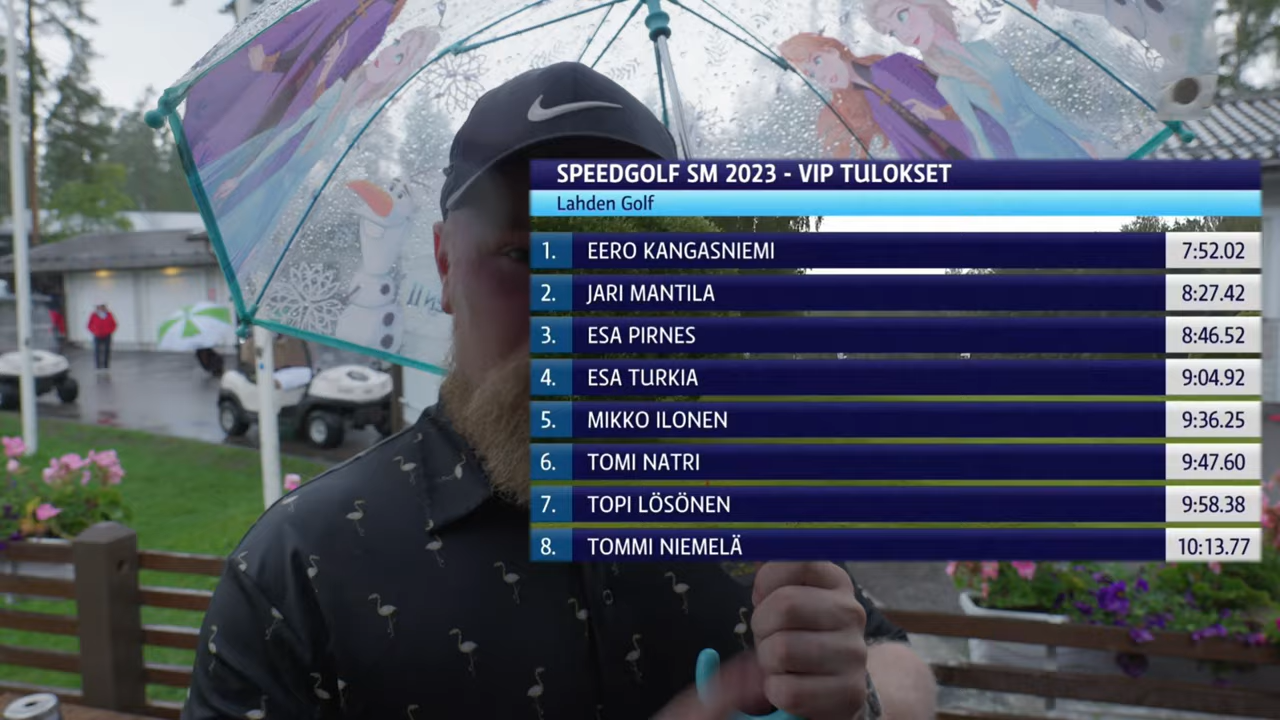 SPEEDGOLF SM 2023 - VIP TULOKSET
Lahden Golf
1. EERO KANGASNIEMI 7:52.02
2. JARI MANTILA 8:27.42
3. ESA PIRNES 8:46.52
4. ESA TURKIA 9:04.92
5. MIKKO ILONEN 9:36.25
6. TOMI NATRI 9:47.60
7. TOPI LÖSÖNEN 9:58.38
8. TOMMI NIEMELÄ 10:13.77